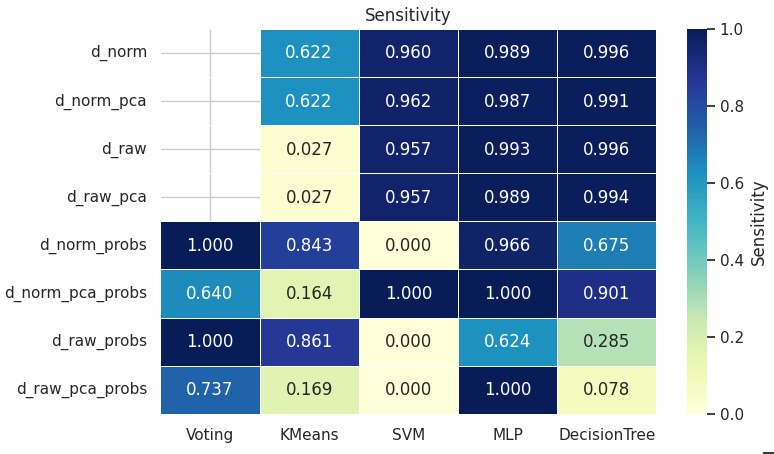 Sensitivity
d_norm 0.622 0.960 0.989 0.996
d_norm_pca 0.622 0.962 0.987 0.991
d_raw 0.027 0.957 0.993 0.996
d_raw_pca 0.027 0.957 0.989 0.994
d_norm_probs 1.000 0.843 0.000 0.966 0.675
d_norm_pca_probs 0.640 0.164 1.000 1.000 0.901
d_raw_probs 1.000 0.861 0.000 0.624 0.285
d_raw_pca_probs 0.737 0.169 0.000 1.000 0.078
Voting KMeans SVM MLP DecisionTree
1.0
0.8
0.6
0.4
0.2
0.0
Sensitivity